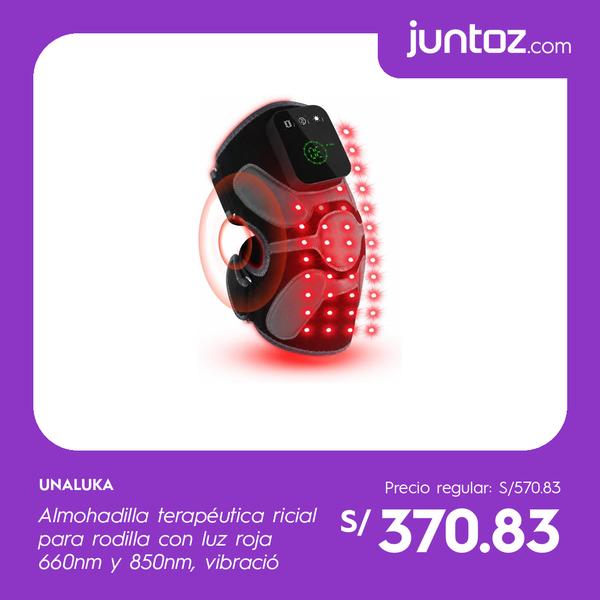 juntoz.com
UNALUKA
Almohadilla terapéutica ricial
para rodilla con luz roja
660nm y 850nm, vibració
Precio regular: S/570.83
S/ 370.83